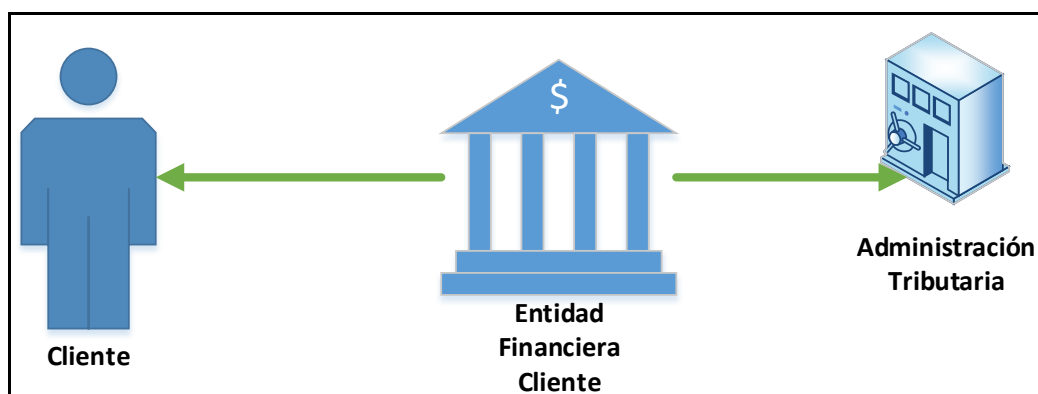 $
Cliente
Entidad
Financiera
Cliente
Administración
Tributaria